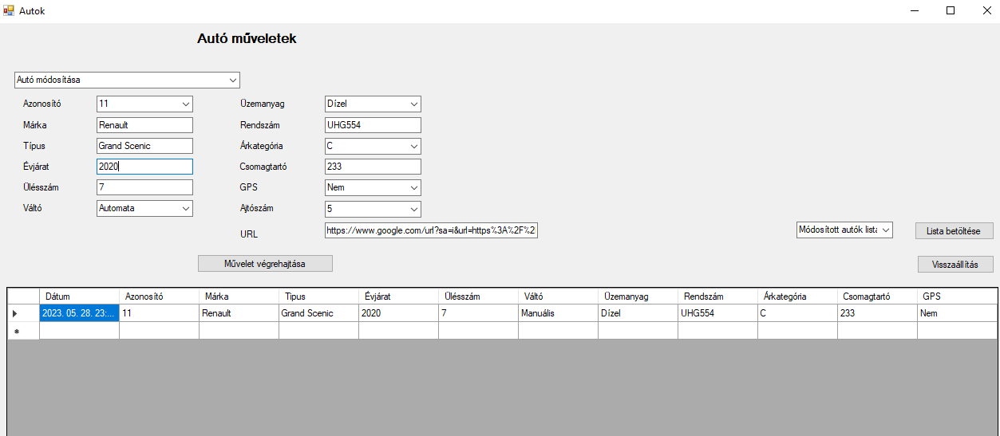 Autok
Autó műveletek
Autó módosítása
Azonosító 11 Üzemanyag Dízel
Márka Renault Rendszám UHG554
Típus Grand Scenic Árkategória C
Évjárat 2020 Csomagtartó 233
Ülésszám 7 GPS Nem
Váltó Automata Ajtószám 5
URL https://www.google.com/url?sa=i&url=https%3A%2F%2 Módosított autók lista Lista betöltése
Művelet végrehajtása Visszaállítás
Dátum Azonosító Márka Tipus Évjárat Ülésszám Váltó Üzemanyag Rendszám Árkategória Csomagtartó GPS
2023. 05. 28. 23:... 11 Renault Grand Scenic 2020 7 Manuális Dízel UHG554 C 233 Nem